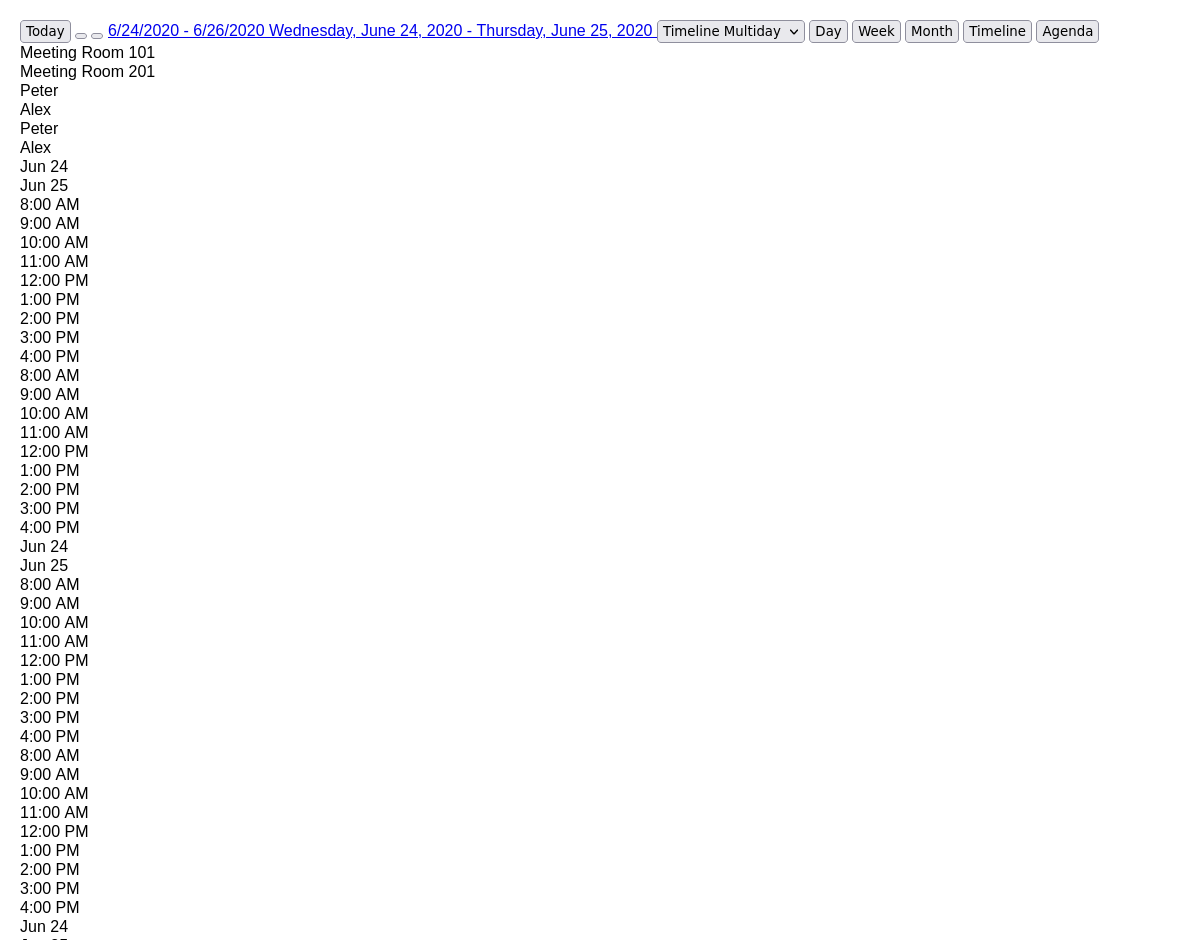 Today 6/24/2020 - 6/26/2020 Wednesday, June 24, 2020 - Thursday, June 25, 2020 Timeline Multiday Day Week Month Timeline Agenda
Meeting Room 101
Meeting Room 201
Peter
Alex
Peter
Alex
Jun 24
Jun 25
8:00 AM
9:00 AM
10:00 AM
11:00 AM
12:00 PM
1:00 PM
2:00 PM
3:00 PM
4:00 PM
8:00 AM
9:00 AM
10:00 AM
11:00 AM
12:00 PM
1:00 PM
2:00 PM
3:00 PM
4:00 PM
Jun 24
Jun 25
8:00 AM
9:00 AM
10:00 AM
11:00 AM
12:00 PM
1:00 PM
2:00 PM
3:00 PM
4:00 PM
8:00 AM
9:00 AM
10:00 AM
11:00 AM
12:00 PM
1:00 PM
2:00 PM
3:00 PM
4:00 PM
Jun 24